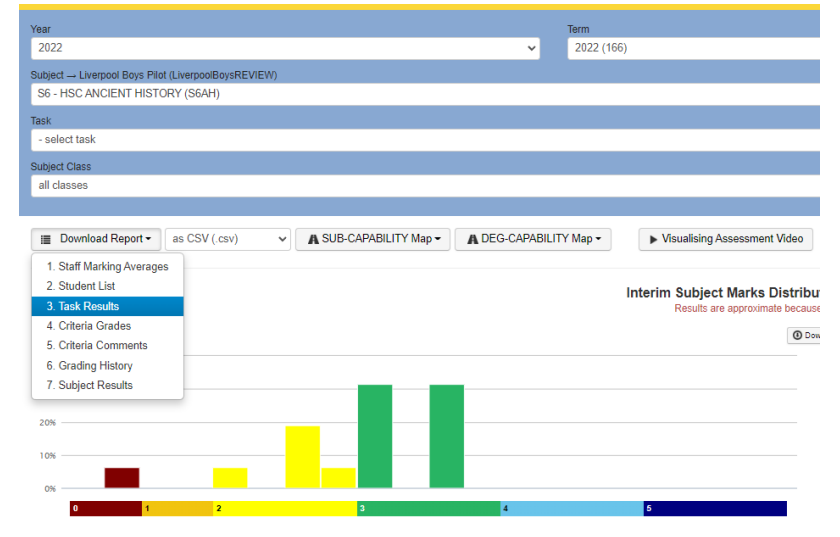 Year
Term
2022
2022 (166)
Subject → Liverpool Boys Pilot (LiverpoolBoysREVIEW)
S6 - HSC ANCIENT HISTORY (S6AH)
Task
- select task
Subject Class
all classes
Download Report
as CSV (.csv)
SUB-CAPABILITY Map
DEG-CAPABILITY Map
Visualising Assessment Video
1. Staff Marking Averages
2. Student List
3. Task Results
4. Criteria Grades
5. Criteria Comments
6. Grading History
7. Subject Results
Interim Subject Marks Distribu
Results are approximate because
Dow
20%
10%
0%
0 1 2 3 4 5